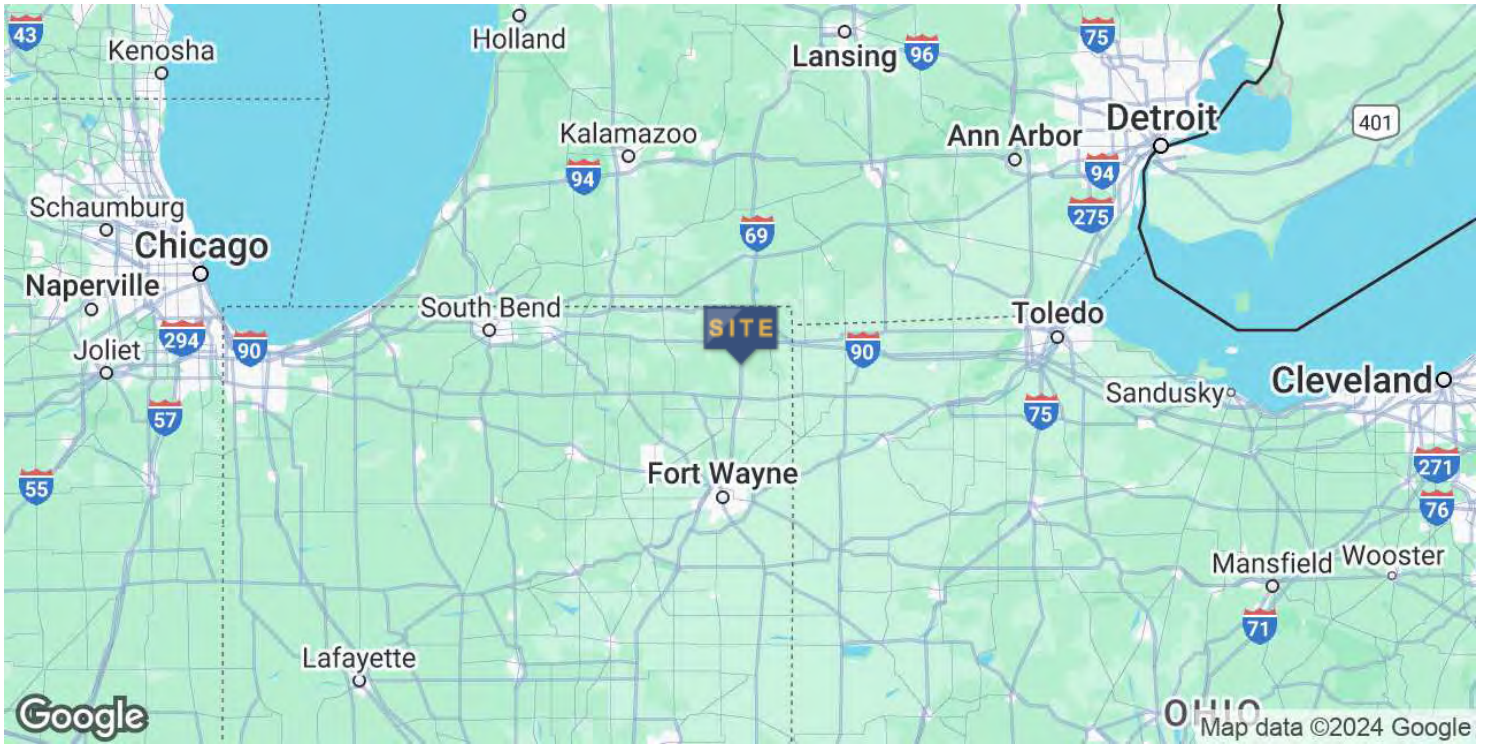 43
Kenosha
Holland
Lansing
96
75
Detroit
401
Kalamazoo
94
Ann Arbor
94
275
Schaumburg
Chicago
Naperville
69
South Bend
SITE
Toledo
294
90
Joliet
90
57
Sandusky
Cleveland
75
55
Fort Wayne
271
76
Mansfield
Wooster
71
Lafayette
Google
OHIO
Map data ©2024 Google